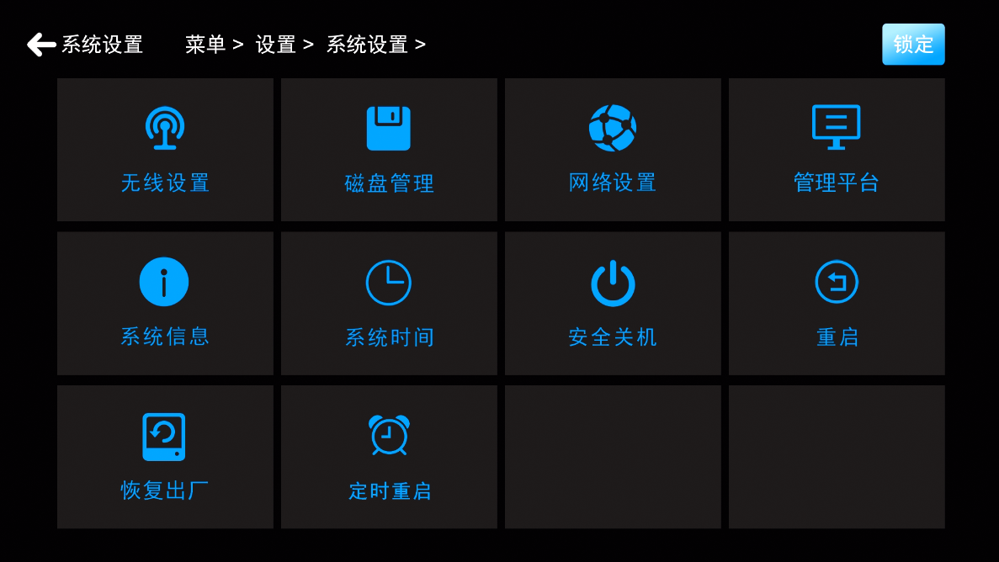 系统设置 菜单 > 设置 > 系统设置 > 锁定
无线设置 磁盘管理 网络设置 管理平台
系统信息 系统时间 安全关机 重启
恢复出厂 定时重启